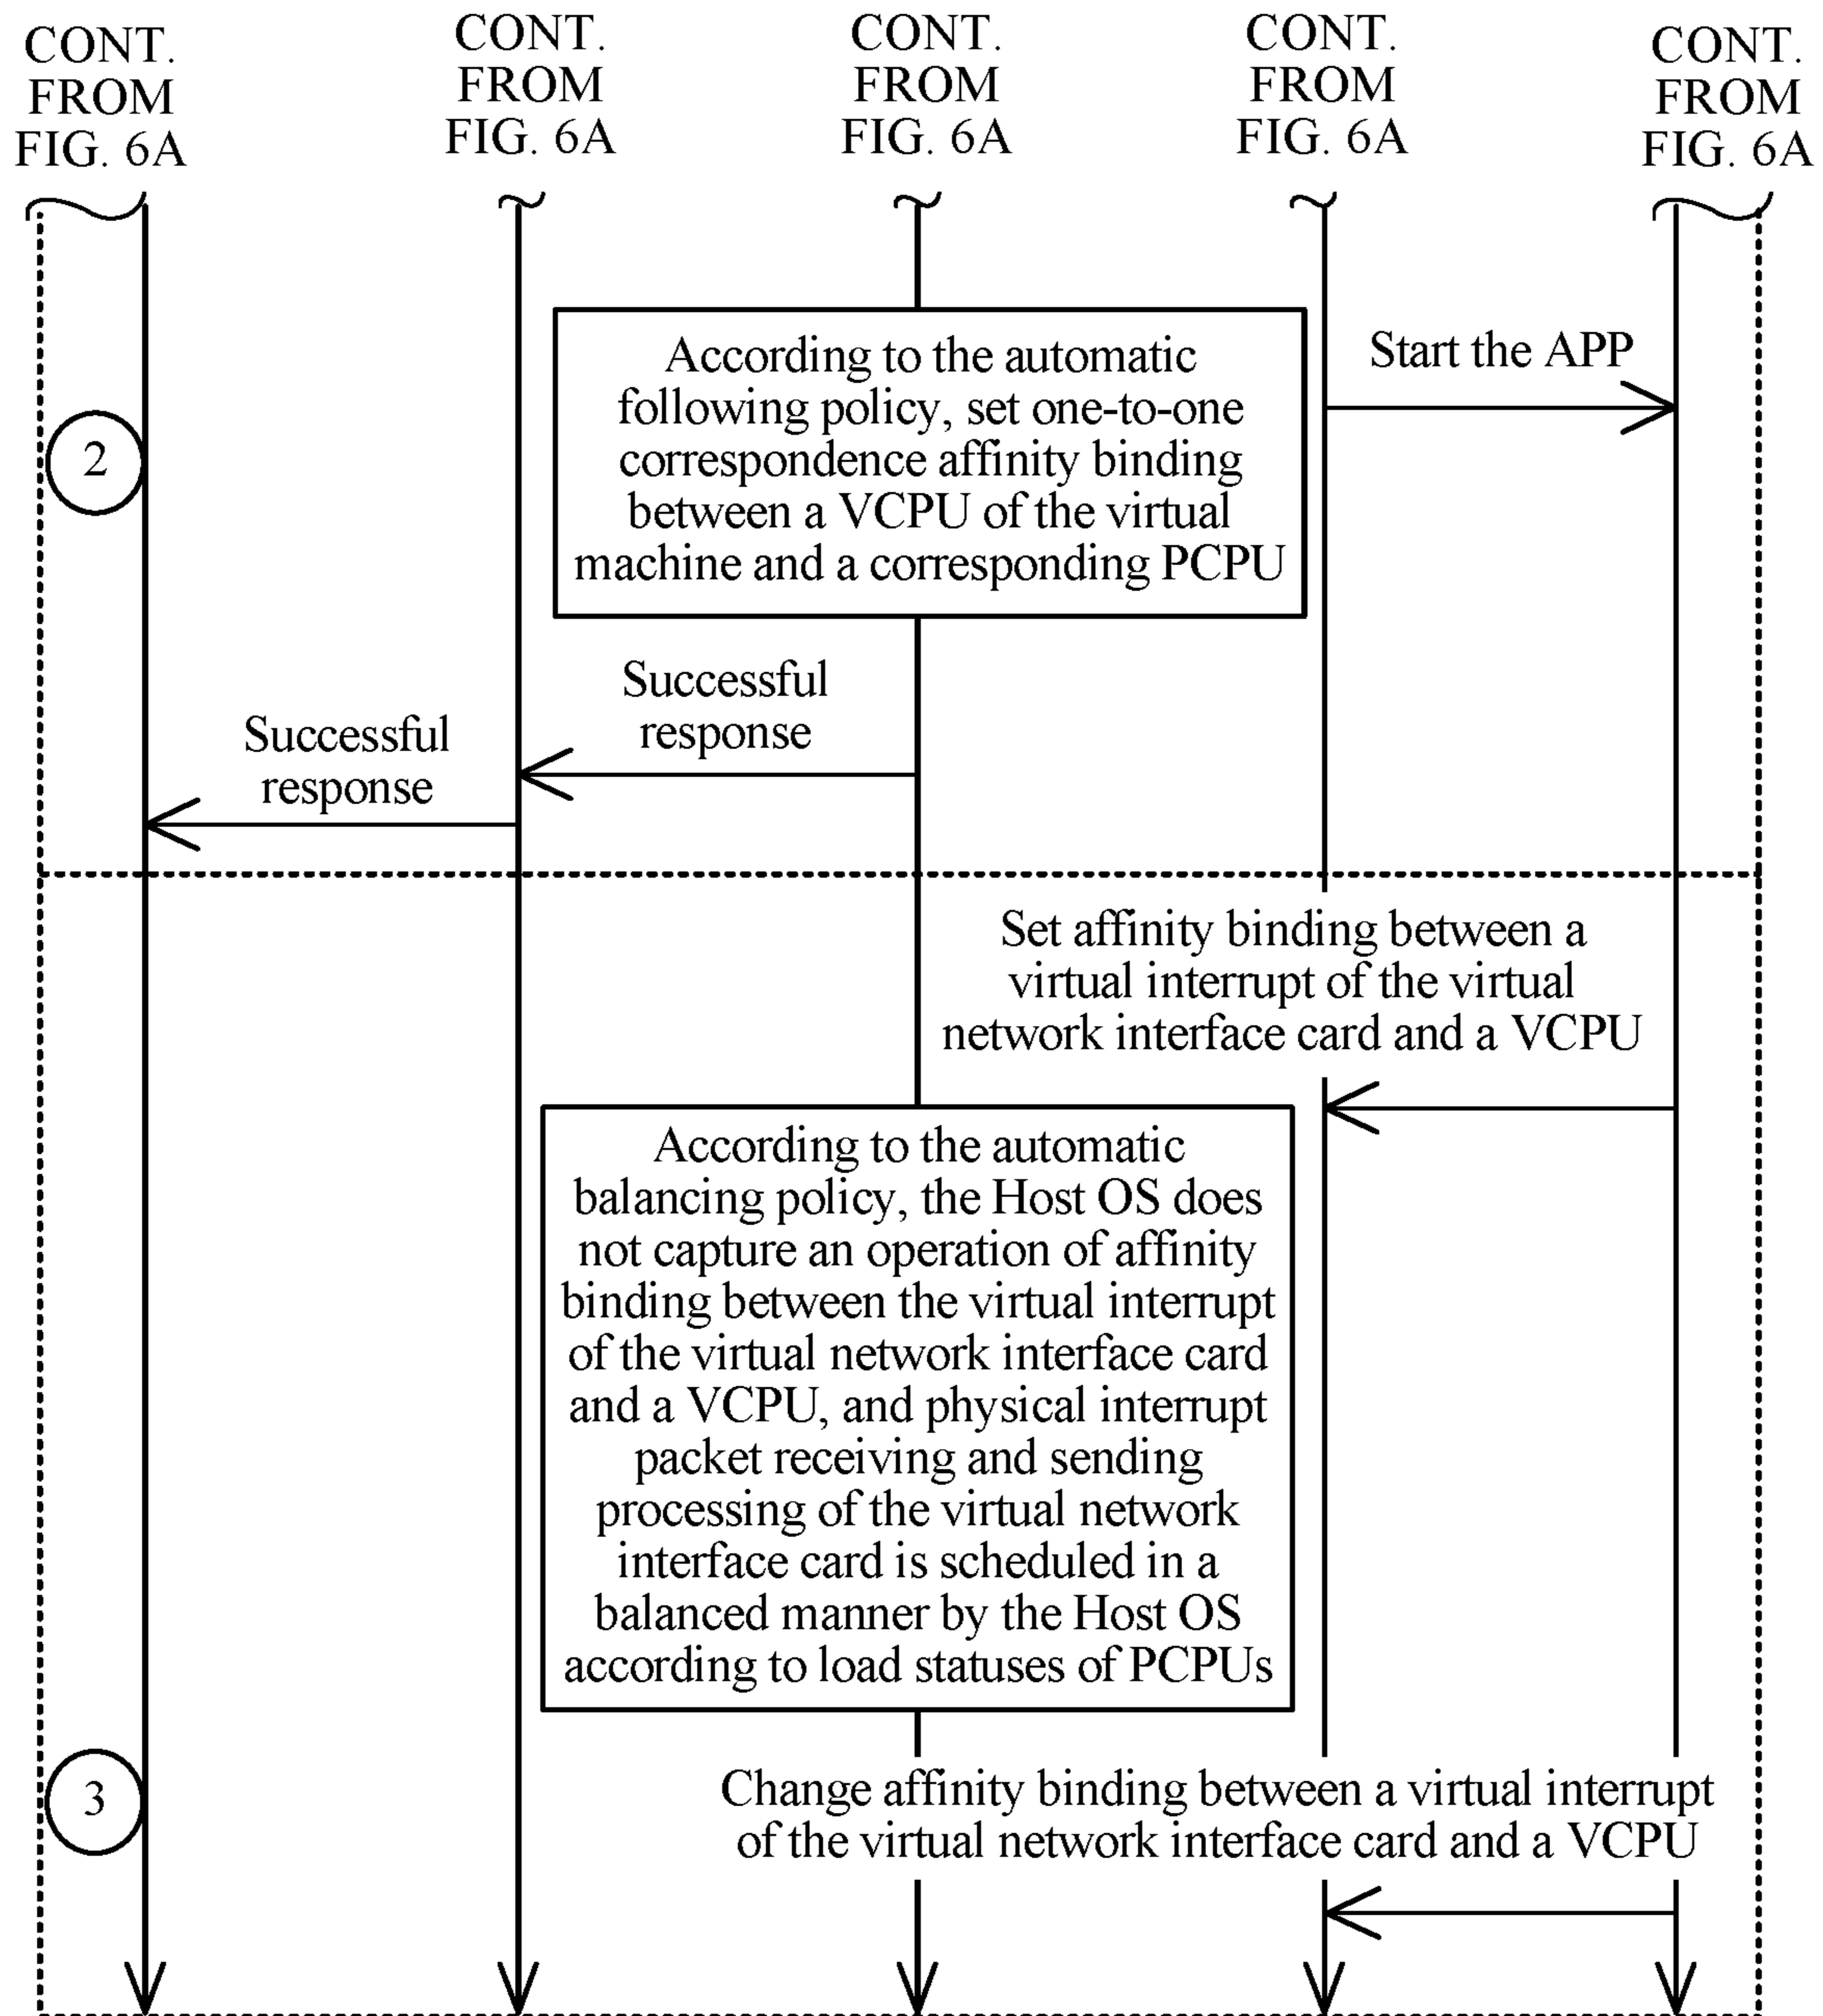 CONT.
FROM
FIG. 6A
CONT.
FROM
FIG. 6A
CONT.
FROM
FIG. 6A
CONT.
FROM
FIG. 6A
CONT.
FROM
FIG. 6A
According to the automatic
following policy, set one-to-one
correspondence affinity binding
between a VCPU of the virtual
machine and a corresponding PCPU
Start the APP
2
Successful
response
Successful
response
Set affinity binding between a
virtual interrupt of the virtual
network interface card and a VCPU
According to the automatic
balancing policy, the Host OS does
not capture an operation of affinity
binding between the virtual interrupt
of the virtual network interface card
and a VCPU, and physical interrupt
packet receiving and sending
processing of the virtual network
interface card is scheduled in a
balanced manner by the Host OS
according to load statuses of PCPUs
3
Change affinity binding between a virtual interrupt
of the virtual network interface card and a VCPU